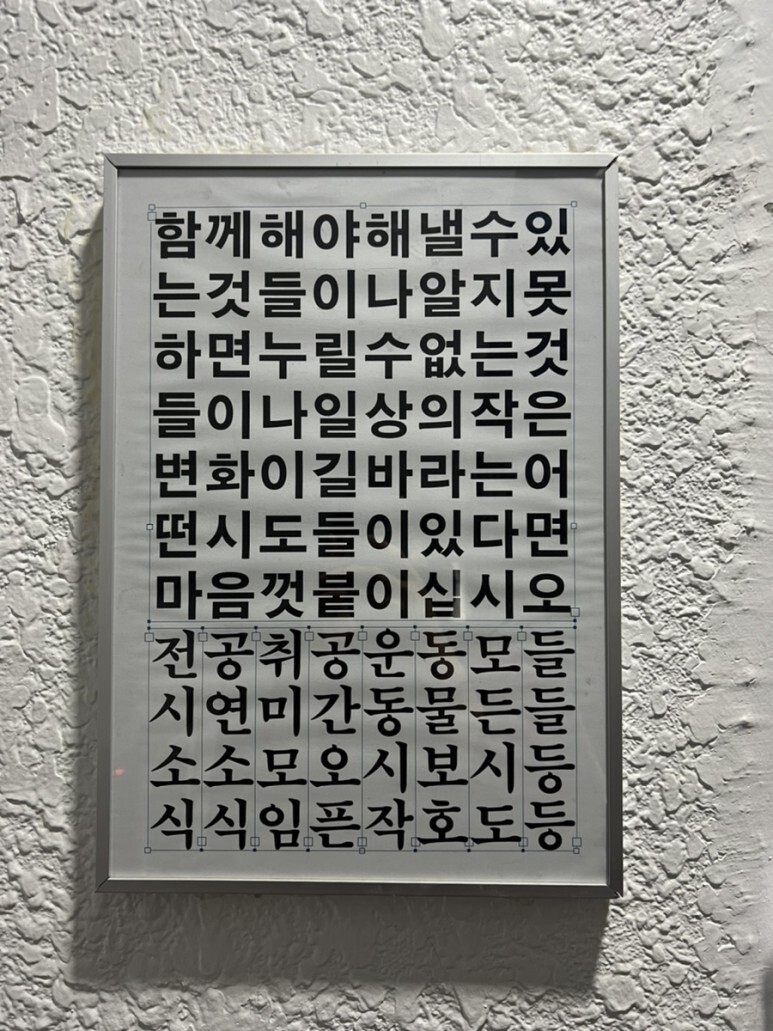 함께해야해낼수있
는것들이나알지못
하면누릴수없는것
들이나일상의작은
변화이길바라는어
떤시도들이있다면
마음껏붙이십시오
전시소식
공연소식
취미모임
공간오픈
운동시작
동물보호
모든시도
들들등등